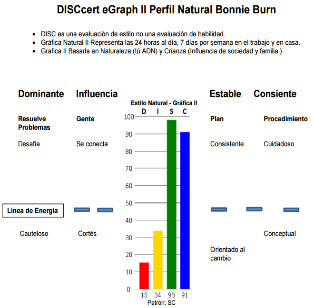 DISCcert eGraph II Perfil Natural Bonnie Burn
DISC es una evaluación de estilo no una evaluación de habilidad.
Gráfica Natural II Representa las 24 horas al día, 7 días por semana en el trabajo y en casa.
Grafica II Basada en Naturaleza (tú ADN) y Crianza (Influencia de sociedad y familia.)
Dominante Influencia Estable Consiente
Estilo Natural - Gráfica II
D I S C
Resuelve Problemas
Gente
Plan
Procedimiento
Desafía
Se conecta
Consistente
Cuidadoso
Línea de Energía
Cauteloso
Cortés
Orientado al cambio
Conceptual
100
90
80
70
60
50
40
30
20
10
0
15 34 98 91
Patrón: SC